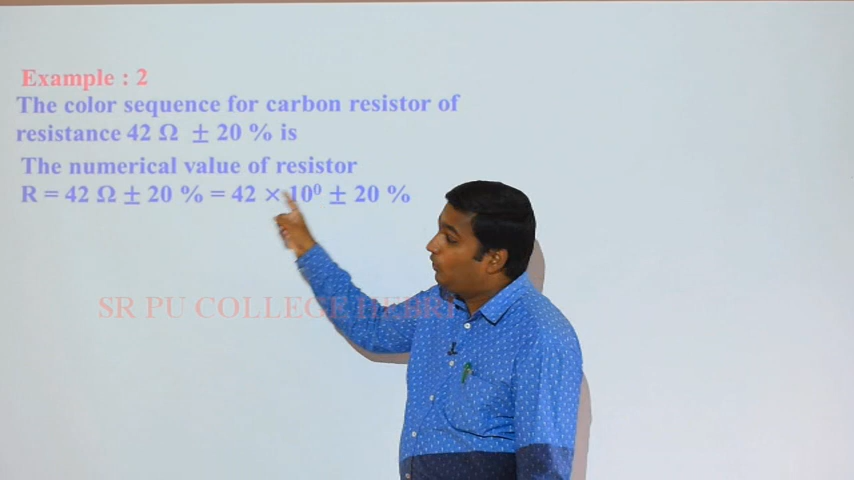 Example : 2
The color sequence for carbon resistor of
resistance 42 Ω ± 20 % is
The numerical value of resistor
R = 42 Ω ± 20 % = 42 × 10⁰ ± 20 %
SR PU COLLEGE HEBRI